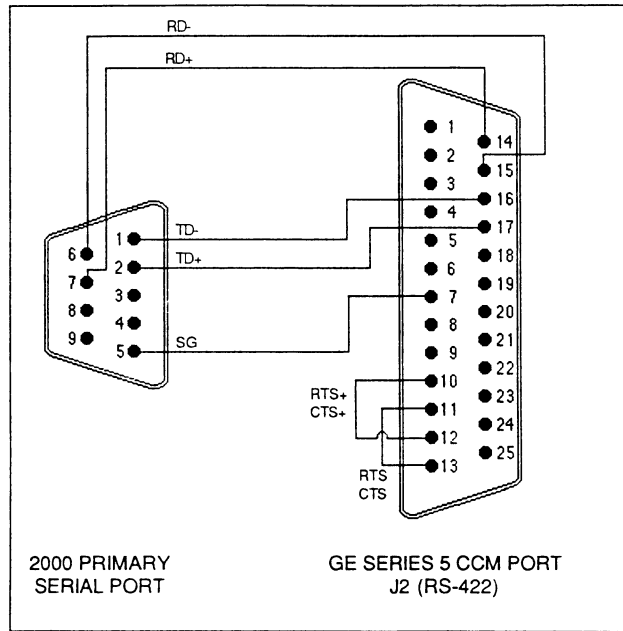 RD-
RD+
1
2
3
4
5
6
7
8
9
10
11
12
13
14
15
16
17
18
19
20
21
22
23
24
25
6
7
8
9
1
2
3
4
5
TD-
TD+
SG
RTS+
CTS+
RTS
CTS
2000 PRIMARY
SERIAL PORT
GE SERIES 5 CCM PORT
J2 (RS-422)